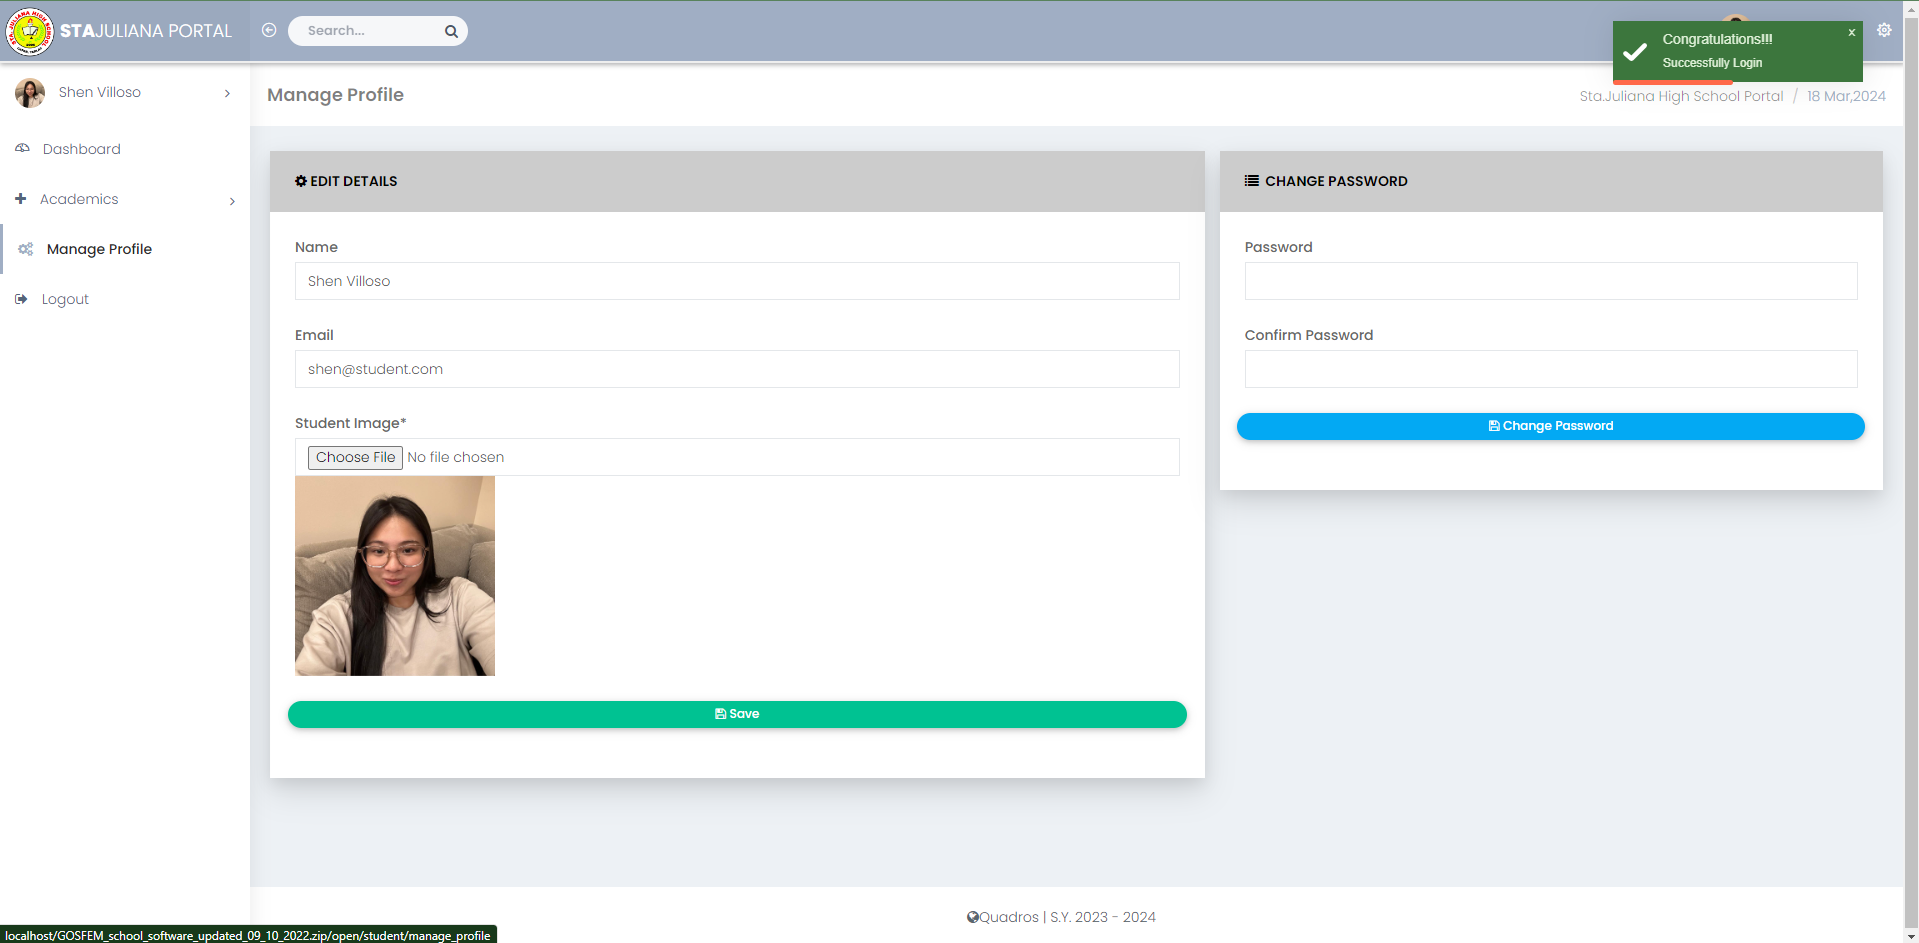 STAJULIANA PORTAL
Search...
Congratulations!!!
x
Successfully Login
Shen Villoso
Manage Profile
Sta.Juliana High School Portal / 18 Mar,2024
Dashboard
Academics
Manage Profile
Logout
EDIT DETAILS
Name
Shen Villoso
Email
shen@student.com
Student Image*
Choose File No file chosen
Save
CHANGE PASSWORD
Password
Confirm Password
Change Password
Quadros | S.Y. 2023 - 2024
localhost/GOSFEM_school_software_updated_09_10_2022.zip/open/student/manage_profile